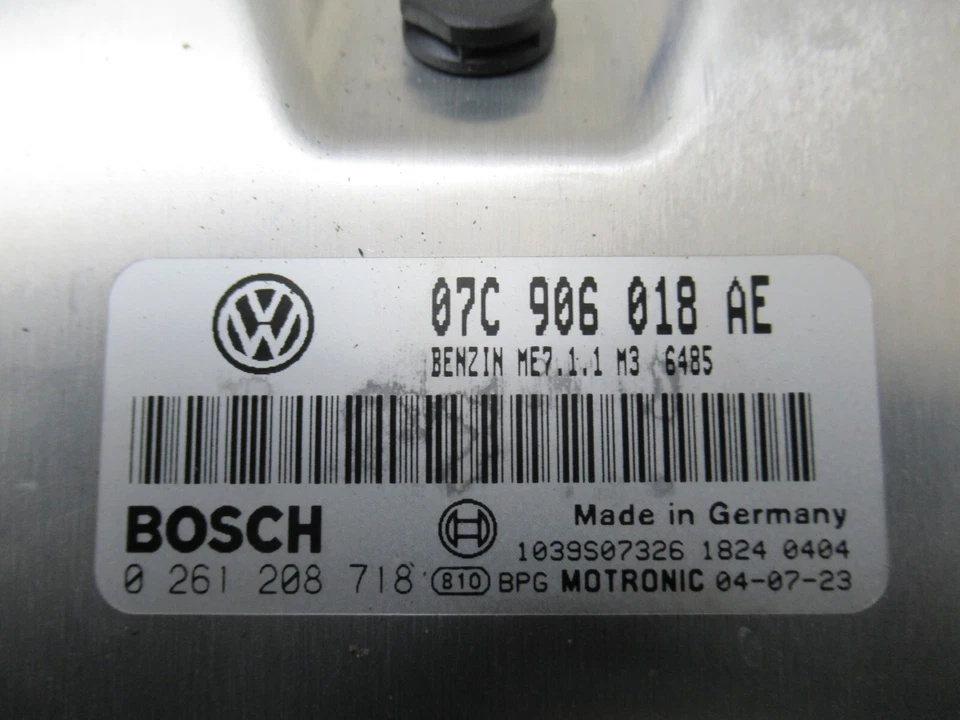 07C 906 018 AE
BENZIN ME7.1.1 M3 6485
BOSCH
Made in Germany
1039S07326 1824 0404
0 261 208 718 810 BPG MOTRONIC 04-07-23